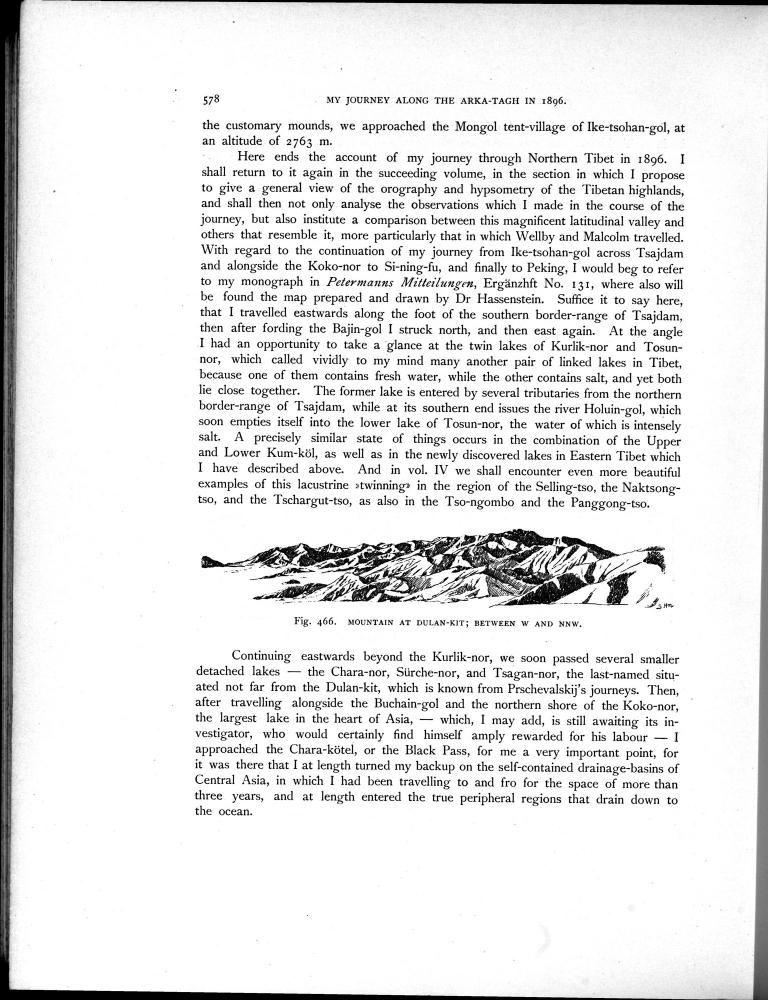 578
MY JOURNEY ALONG THE ARKA-TAGH IN 1896.
the customary mounds, we approached the Mongol tent-village of Ike-tsohan-gol, at
an altitude of 2763 m.
Here ends the account of my journey through Northern Tibet in 1896. I
shall return to it again in the succeeding volume, in the section in which I propose
to give a general view of the orography and hypsometry of the Tibetan highlands,
and shall then not only analyse the observations which I made in the course of the
journey, but also institute a comparison between this magnificent latitudinal valley and
others that resemble it, more particularly that in which Wellby and Malcolm travelled.
With regard to the continuation of my journey from Ike-tsohan-gol across Tsajdam
and alongside the Koko-nor to Si-ning-fu, and finally to Peking, I would beg to refer
to my monograph in Petermanns Mitteilungen, Ergänzhft No. 131, where also will
be found the map prepared and drawn by Dr Hassenstein. Suffice it to say here,
that I travelled eastwards along the foot of the southern border-range of Tsajdam,
then after fording the Bajin-gol I struck north, and then east again. At the angle
I had an opportunity to take a glance at the twin lakes of Kurlik-nor and Tosun-
nor, which called vividly to my mind many another pair of linked lakes in Tibet,
because one of them contains fresh water, while the other contains salt, and yet both
lie close together. The former lake is entered by several tributaries from the northern
border-range of Tsajdam, while at its southern end issues the river Holuin-gol, which
soon empties itself into the lower lake of Tosun-nor, the water of which is intensely
salt. A precisely similar state of things occurs in the combination of the Upper
and Lower Kum-köl, as well as in the newly discovered lakes in Eastern Tibet which
I have described above. And in vol. IV we shall encounter even more beautiful
examples of this lacustrine »twinning» in the region of the Selling-tso, the Naktsong-
tso, and the Tschargut-tso, as also in the Tso-ngombo and the Panggong-tso.
Fig. 466. MOUNTAIN AT DULAN-KIT; BETWEEN W AND NNW.
Continuing eastwards beyond the Kurlik-nor, we soon passed several smaller
detached lakes — the Chara-nor, Sürche-nor, and Tsagan-nor, the last-named situ-
ated not far from the Dulan-kit, which is known from Prschevalskij's journeys. Then,
after travelling alongside the Buchain-gol and the northern shore of the Koko-nor,
the largest lake in the heart of Asia, — which, I may add, is still awaiting its in-
vestigator, who would certainly find himself amply rewarded for his labour — I
approached the Chara-kötel, or the Black Pass, for me a very important point, for
it was there that I at length turned my backup on the self-contained drainage-basins of
Central Asia, in which I had been travelling to and fro for the space of more than
three years, and at length entered the true peripheral regions that drain down to
the ocean.